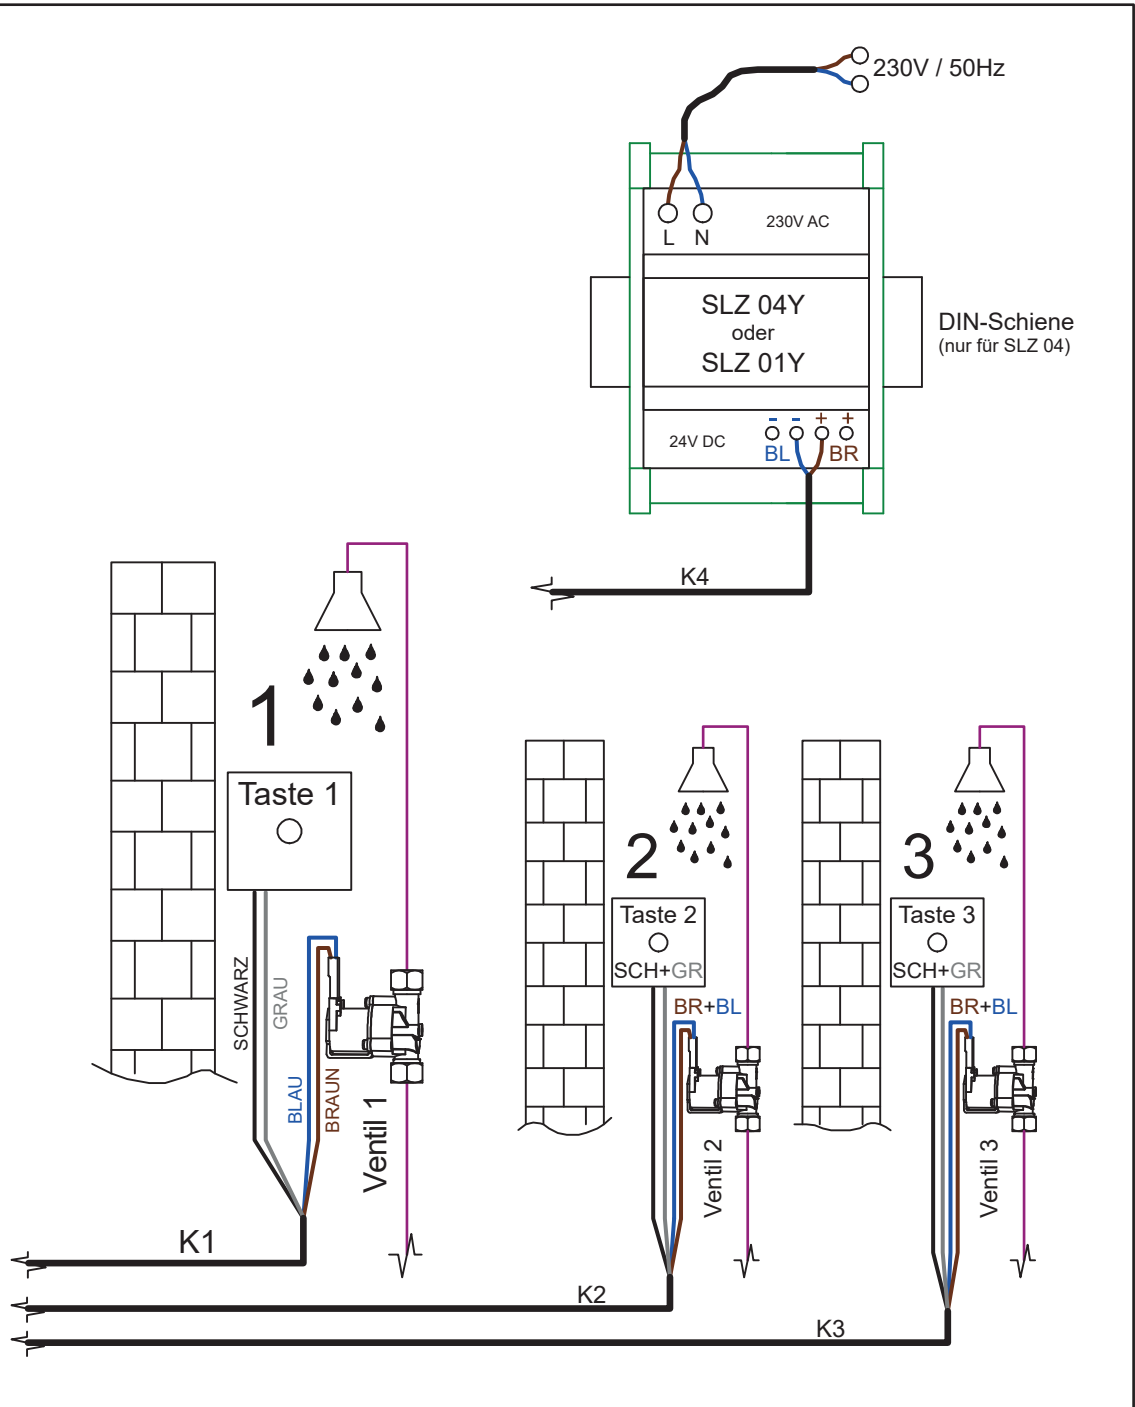 230V / 50Hz
L N 230V AC
SLZ 04Y
oder
SLZ 01Y
DIN-Schiene
(nur für SLZ 04)
- - + +
24V DC
BL BR
K4
1
Taste 1
SCHWARZ
GRAU
BLAU
BRAUN
Ventil 1
K1
2
Taste 2
SCH+GR
BR+BL
Ventil 2
K2
3
Taste 3
SCH+GR
BR+BL
Ventil 3
K3